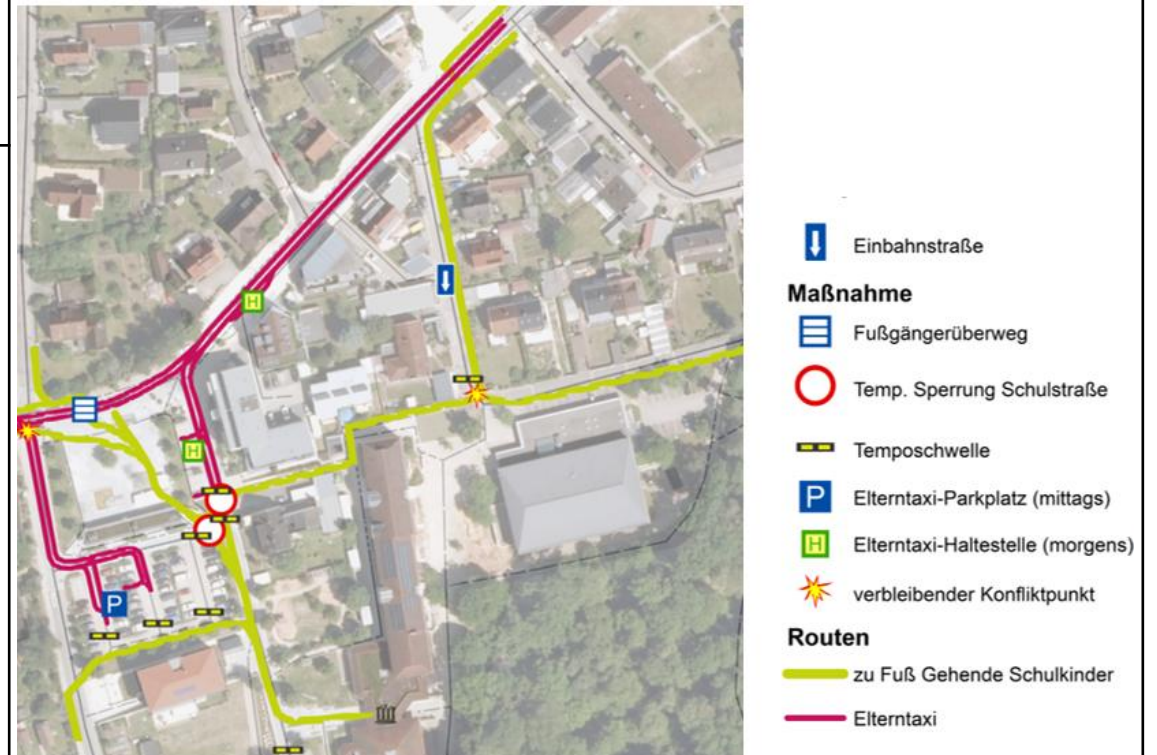 H
H
P
Einbahnstraße
Maßnahme
Fußgängerüberweg
Temp. Sperrung Schulstraße
Temposchwelle
P Elterntaxi-Parkplatz (mittags)
H Elterntaxi-Haltestelle (morgens)
verbleibender Konfliktpunkt
Routen
zu Fuß Gehende Schulkinder
Elterntaxi